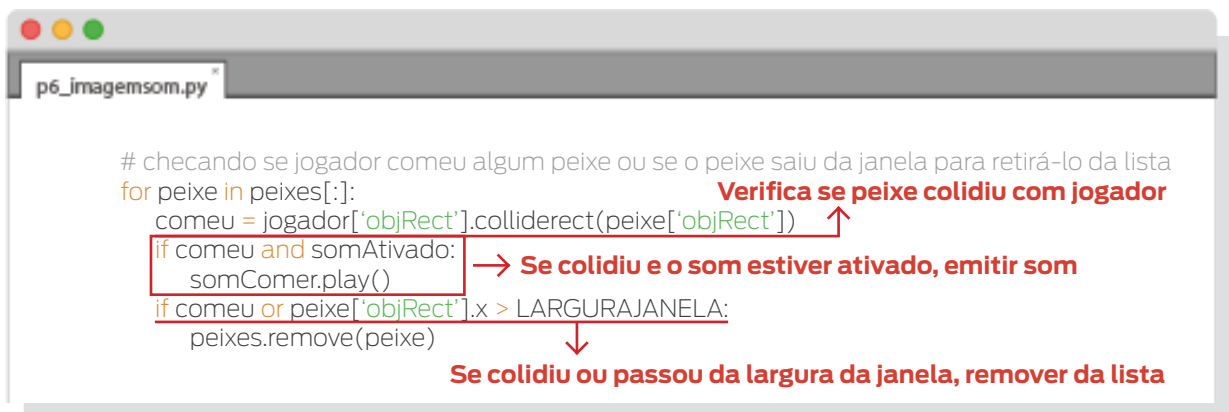 p6_imagemsom.py ×
# checando se jogador comeu algum peixe ou se o peixe saiu da janela para retirá-lo da lista
for peixe in peixes[:]:
Verifica se peixe colidiu com jogador
comeu = jogador[‘objRect’].colliderect(peixe[‘objRect’])
if comeu and somAtivado:
Se colidiu e o som estiver ativado, emitir som
somComer.play()
if comeu or peixe[‘objRect’].x > LARGURAJANELA:
peixes.remove(peixe)
Se colidiu ou passou da largura da janela, remover da lista